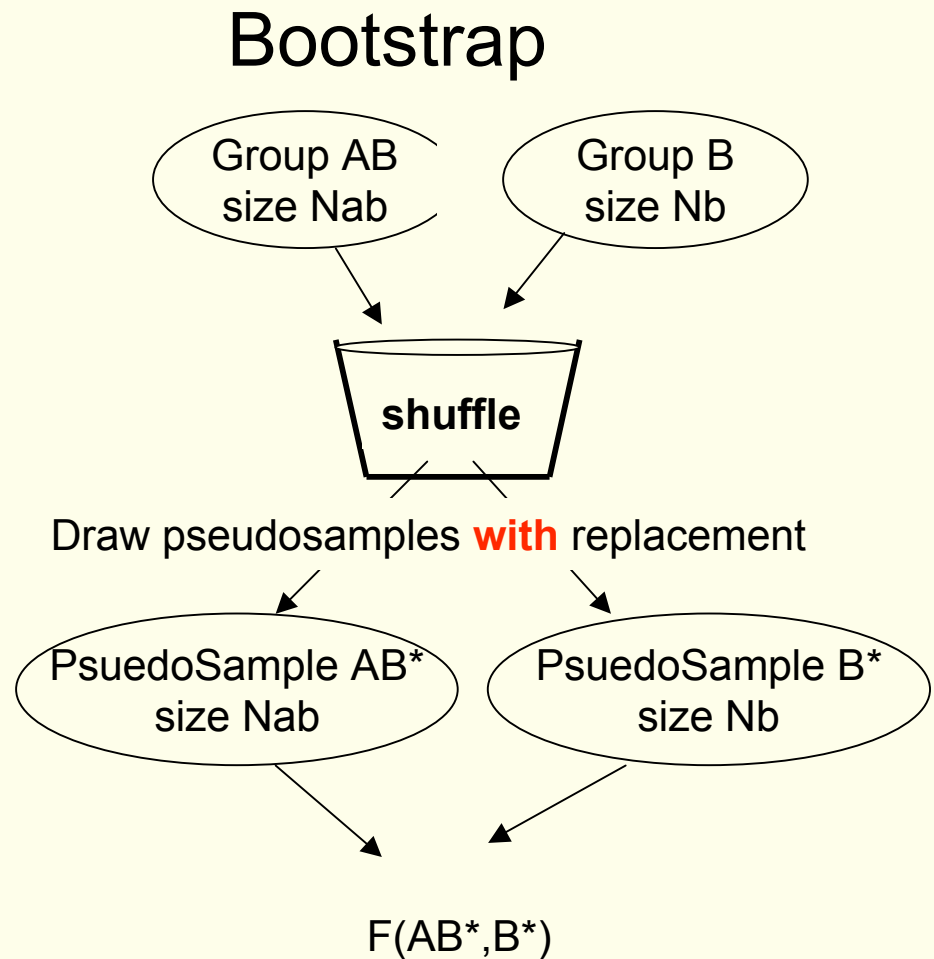 Bootstrap
Group AB
size Nab
Group B
size Nb
shuffle
Draw pseudosamples with replacement
PsuedoSample AB*
size Nab
PsuedoSample B*
size Nb
F(AB*,B*)